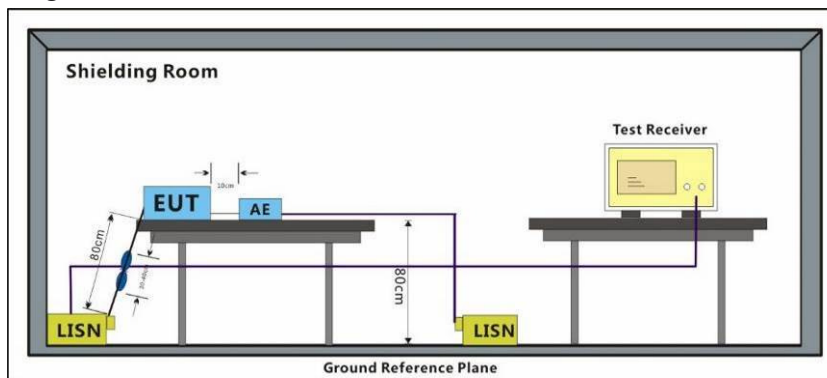 Shielding Room
Test Receiver
10cm
EUT
AE
80cm
80cm
LISN
LISN
Ground Reference Plane